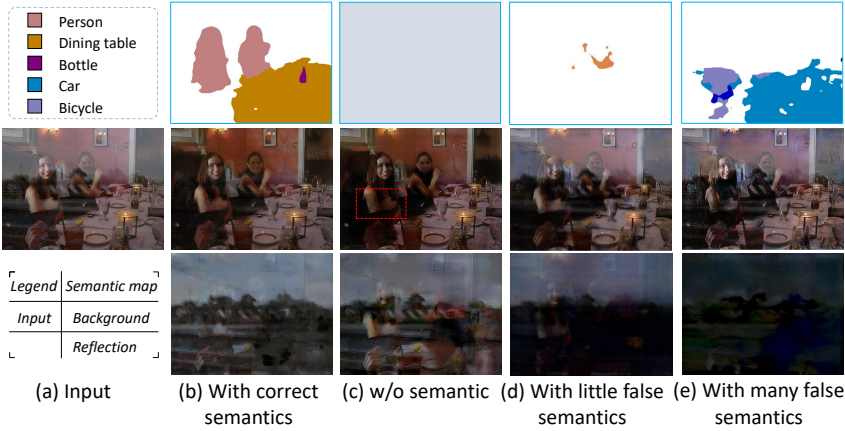 Person
Dining table
Bottle
Car
Bicycle
Legend Semantic map
Input Background
Reflection
(a) Input
(b) With correct
semantics
(c) w/o semantic
(d) With little false
semantics
(e) With many false
semantics